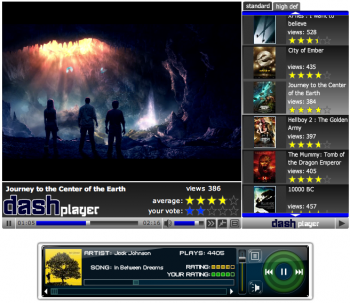 standard high def
believe
views: 528
City of Ember
views: 435
Journey to the Center
of the Earth
views: 384
Hellboy 2 : The Golden
Army
views: 397
The Mummy: Tomb of
the Dragon Emperor
views: 405
10000 BC
views: 457
Journey to the Center of the Earth
views 386
average:
your vote:
dash player
01:05
02:16
dash player
ARTIST: Jack Johnson
PLAYS: 4405
SONG: In Between Dreams
RATING:
YOUR RATING: